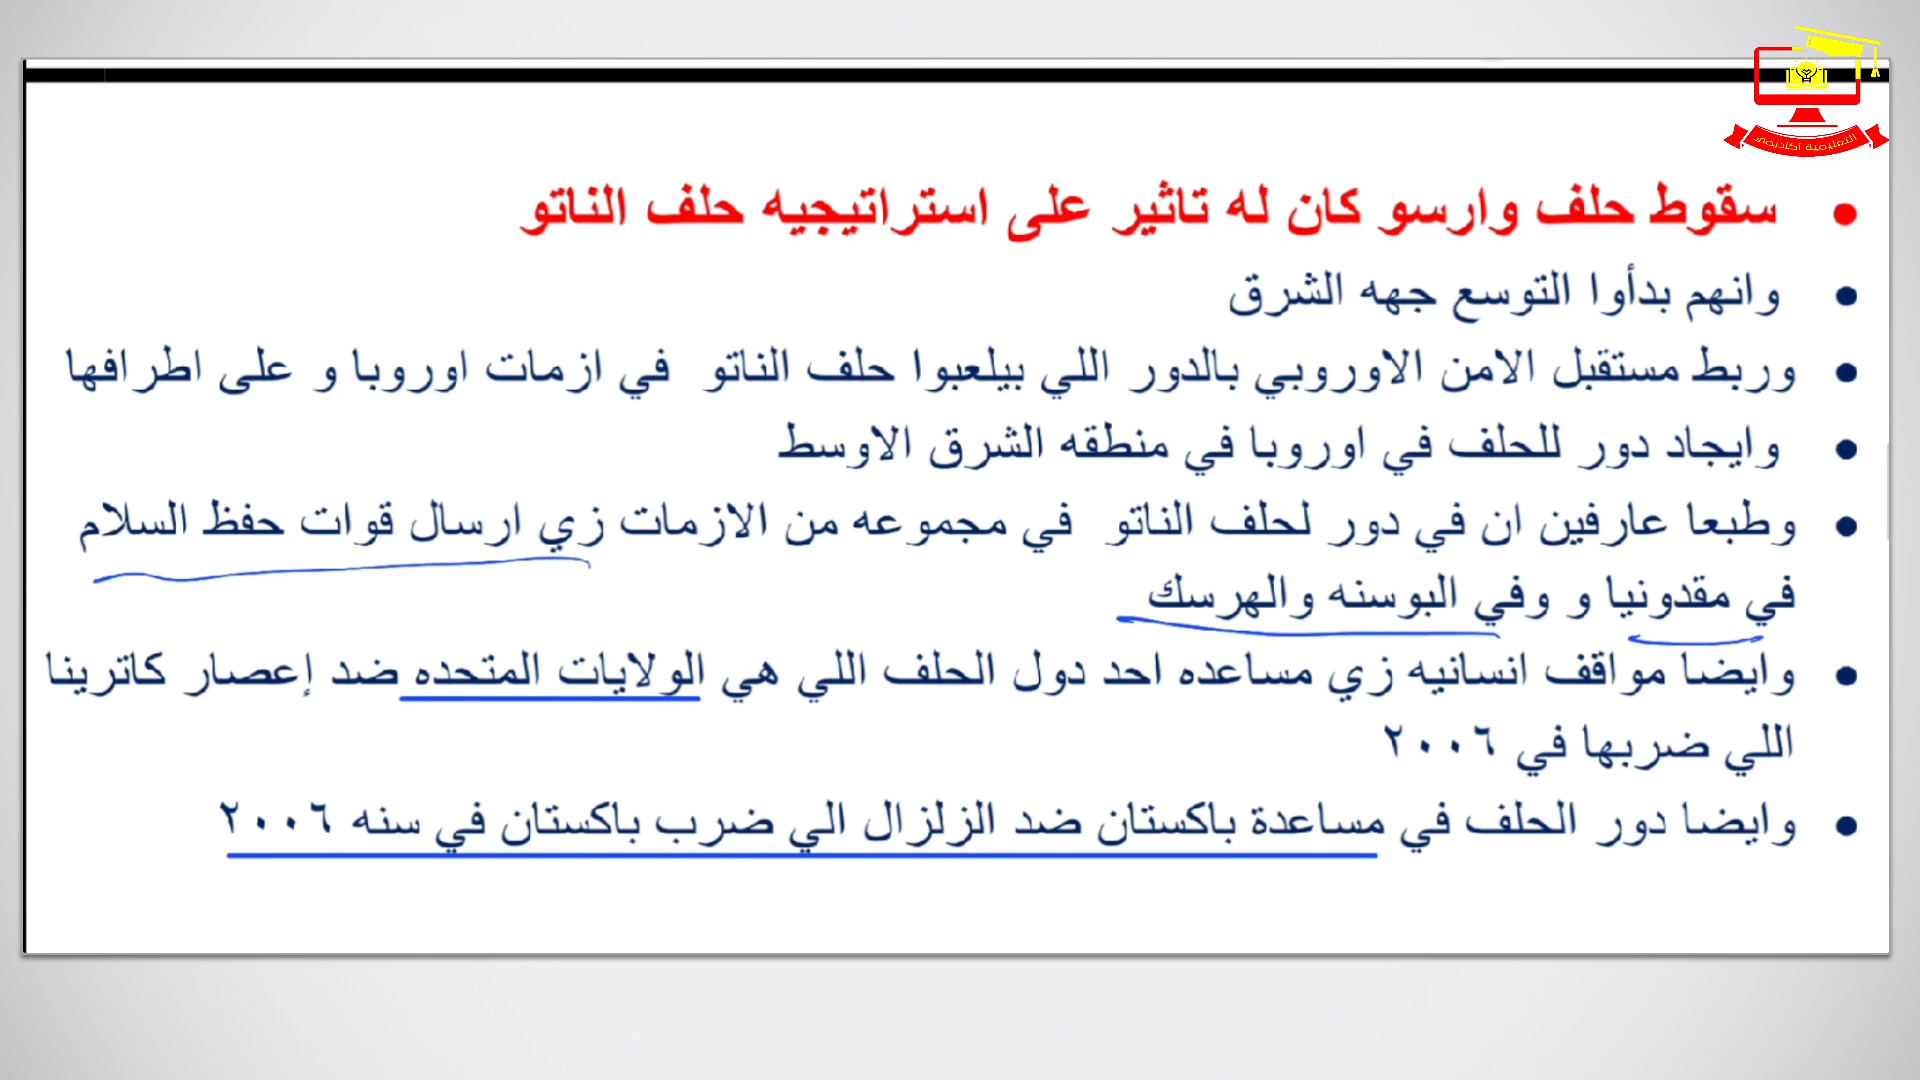 التعليمية اكاديمي
سقوط حلف وارسو كان له تاثير على استراتيجيه حلف الناتو
وانهم بدأوا التوسع جهه الشرق
وربط مستقبل الامن الاوروبي بالدور اللي بيلعبوا حلف الناتو في ازمات اوروبا و على اطرافها
وايجاد دور للحلف في اوروبا في منطقه الشرق الاوسط
وطبعا عارفين ان في دور لحلف الناتو في مجموعه من الازمات زي ارسال قوات حفظ السلام
في مقدونيا و وفي البوسنه والهرسك
وايضا مواقف انسانيه زي مساعده احد دول الحلف اللي هي الولايات المتحده ضد إعصار كاترينا
اللي ضربها في ٢٠٠٦
وايضا دور الحلف في مساعدة باكستان ضد الزلزال الي ضرب باكستان في سنه ٢٠٠٦